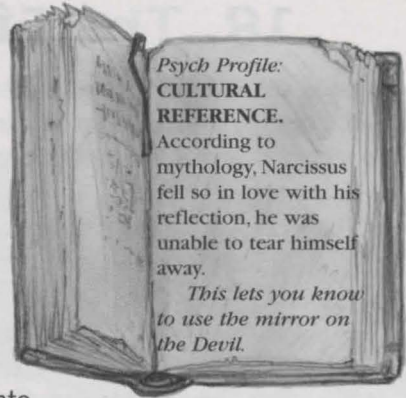 Psych Profile:
CULTURAL
REFERENCE.
According to
mythology, Narcissus
fell so in love with his
reflection, he was
unable to tear himself
away.
This lets you know
to use the mirror on
the Devil.